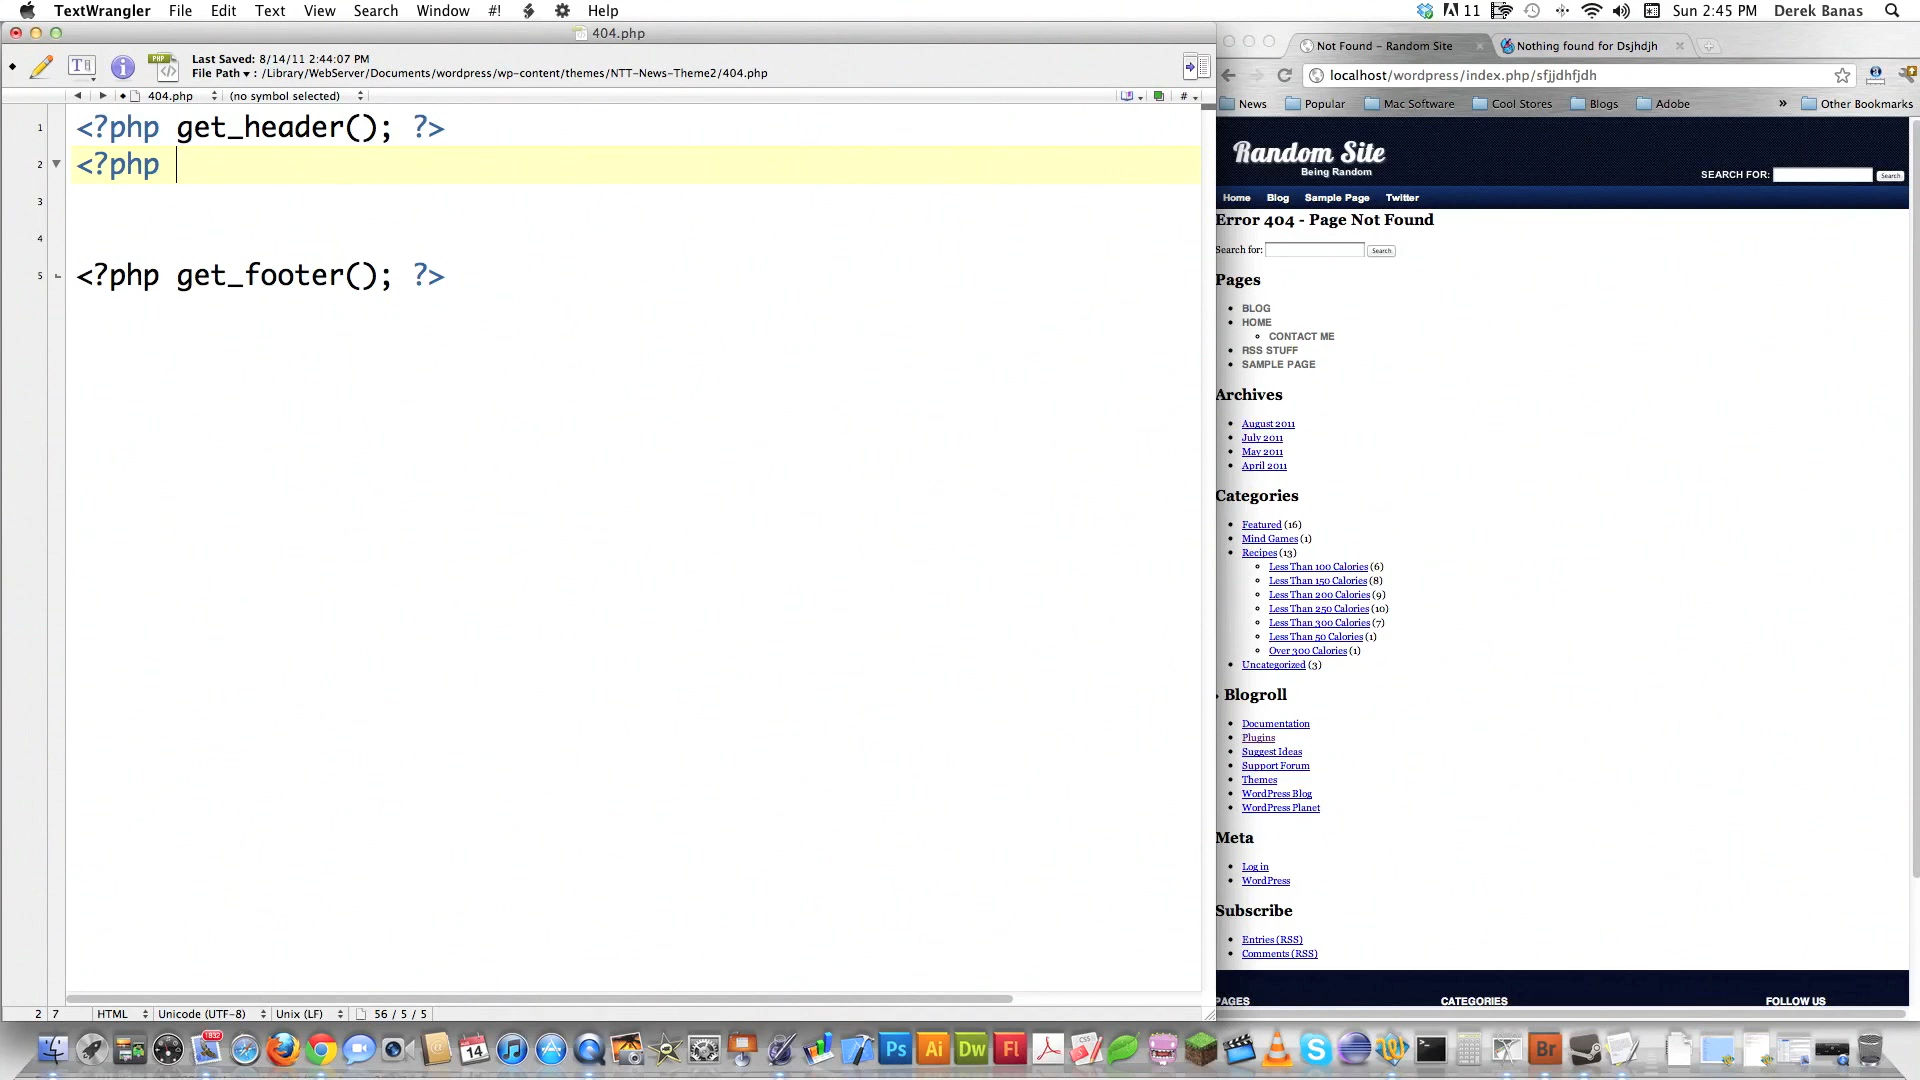 TextWrangler File Edit Text View Search Window #! Help
11 Sun 2:45 PM Derek Banas
404.php
Last Saved: 8/14/11 2:44:07 PM
File Path ▾ : /Library/WebServer/Documents/wordpress/wp-content/themes/NTT-News-Theme2/404.php
404.php (no symbol selected)
1 <?php get_header(); ?>
2 <?php
3
4
5 <?php get_footer(); ?>
2 7 HTML Unicode (UTF-8) Unix (LF) 56 / 5 / 5
Not Found – Random Site
Nothing found for Dsjhdjh
localhost/wordpress/index.php/sfjjdhfjdh
News Popular Mac Software Cool Stores Blogs Adobe » Other Bookmarks
Random Site
Being Random
SEARCH FOR: Search
Home Blog Sample Page Twitter
Error 404 - Page Not Found
Search for: Search
Pages
BLOG
HOME
CONTACT ME
RSS STUFF
SAMPLE PAGE
Archives
August 2011
July 2011
May 2011
April 2011
Categories
Featured (16)
Mind Games (1)
Recipes (13)
Less Than 100 Calories (6)
Less Than 150 Calories (8)
Less Than 200 Calories (9)
Less Than 250 Calories (10)
Less Than 300 Calories (7)
Less Than 50 Calories (1)
Over 300 Calories (1)
Uncategorized (3)
Blogroll
Documentation
Plugins
Suggest Ideas
Support Forum
Themes
WordPress Blog
WordPress Planet
Meta
Log in
WordPress
Subscribe
Entries (RSS)
Comments (RSS)
PAGES CATEGORIES FOLLOW US
14 Ps Ai Dw Fl CSS Br